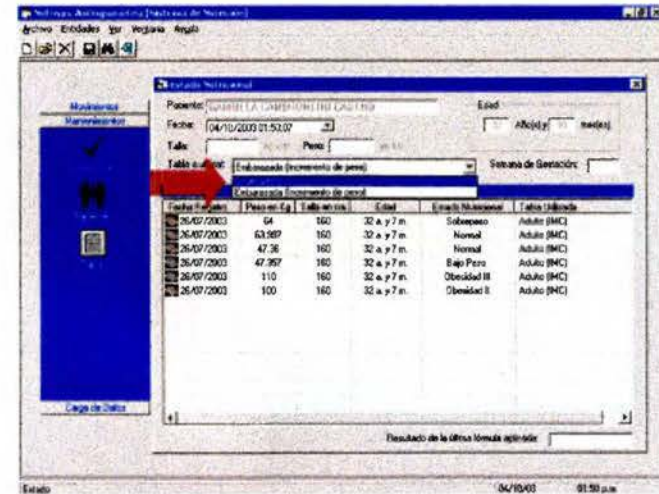 Archivo Entidades Ver Ventana Ayuda
Estado Nutricional
Movimientos
Mantenimientos
Paciente:
Edad
Fecha: 04/10/2003 01:50:07
Año(s) y mes(es)
Talla: Peso:
Tabla a utilizar: Embarazada (incremento de peso) Semana de Gestación:
Embarazada (incremento de peso)
Fecha Registro Peso en Kg Talla en cm. Edad Estado Nutricional Tabla Utilizada
26/07/2003 64 160 32 a. y 7 m. Sobrepeso Adulto (IMC)
26/07/2003 63.987 160 32 a. y 7 m. Normal Adulto (IMC)
26/07/2003 47.36 160 32 a. y 7 m. Normal Adulto (IMC)
26/07/2003 47.357 160 32 a. y 7 m. Bajo Peso Adulto (IMC)
26/07/2003 110 160 32 a. y 7 m. Obesidad III Adulto (IMC)
26/07/2003 100 160 32 a. y 7 m. Obesidad II Adulto (IMC)
Carga de Datos
Resultado de la última fórmula aplicada:
Estado 04/10/03 01:50 p.m.